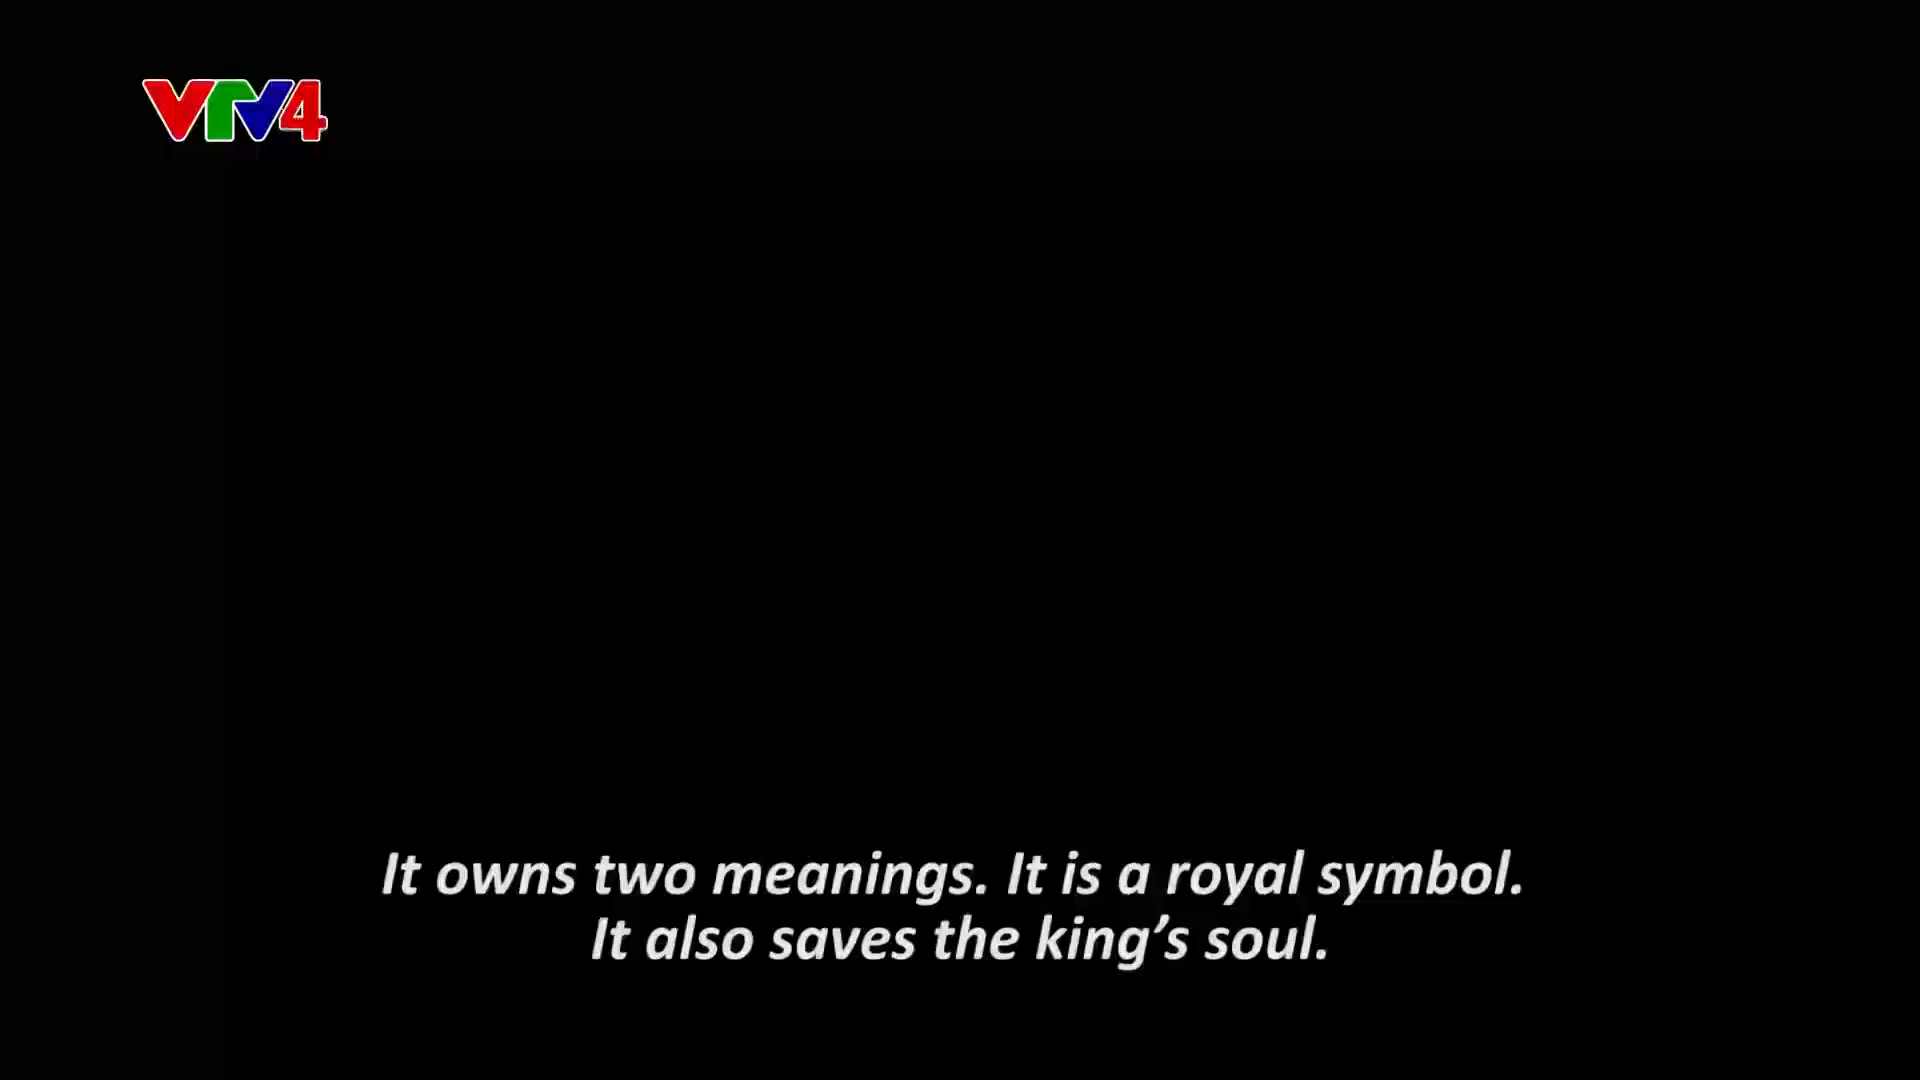 VTV4
It owns two meanings. It is a royal symbol.
It also saves the king’s soul.